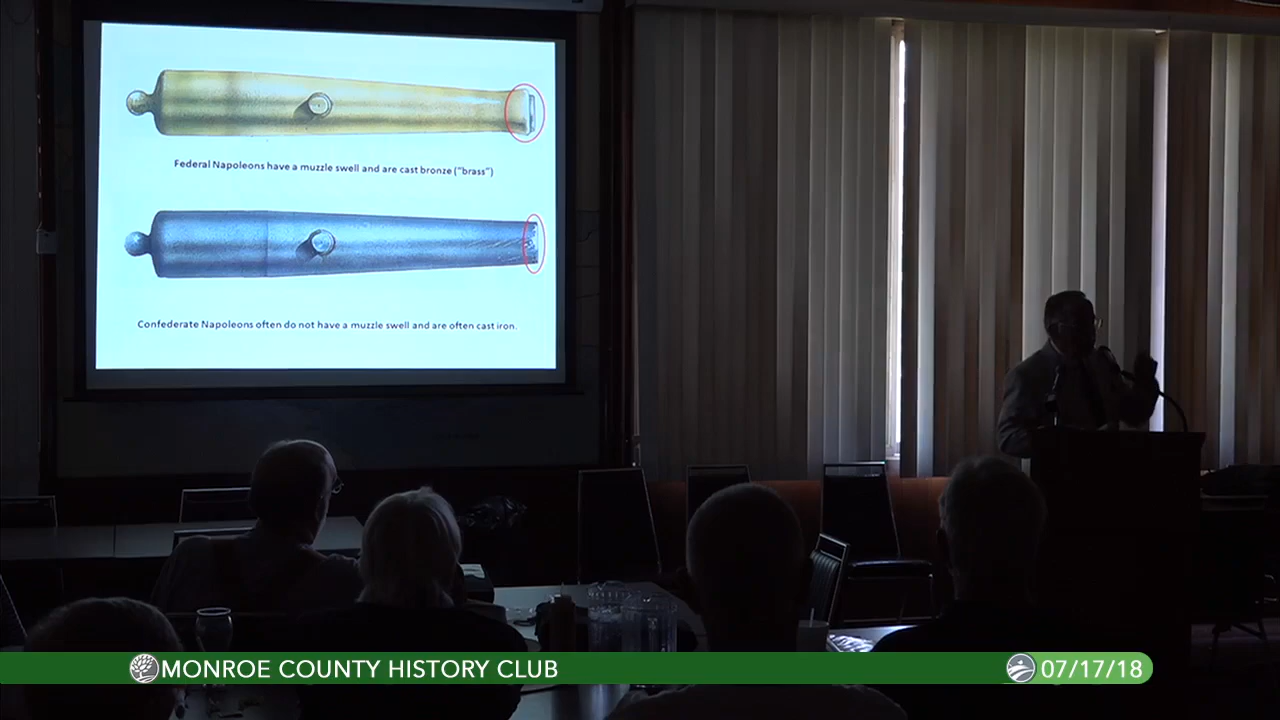 Federal Napoleons have a muzzle swell and are cast bronze ("brass")
Confederate Napoleons often do not have a muzzle swell and are often cast iron.
MONROE COUNTY HISTORY CLUB
07/17/18